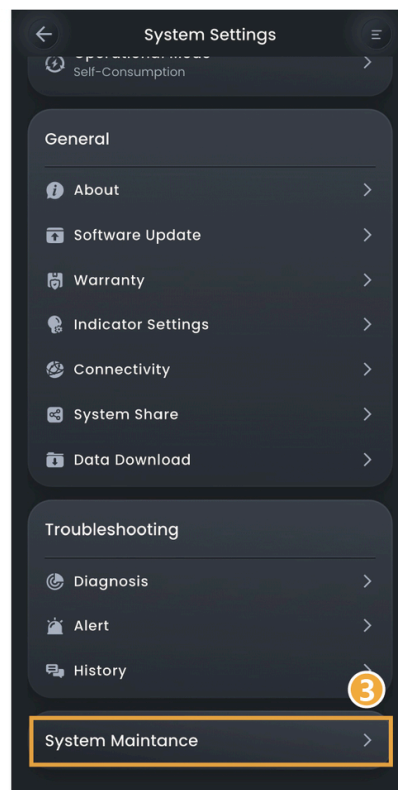 System Settings
Self-Consumption
General
About
Software Update
Warranty
Indicator Settings
Connectivity
System Share
Data Download
Troubleshooting
Diagnosis
Alert
History
3
System Maintance